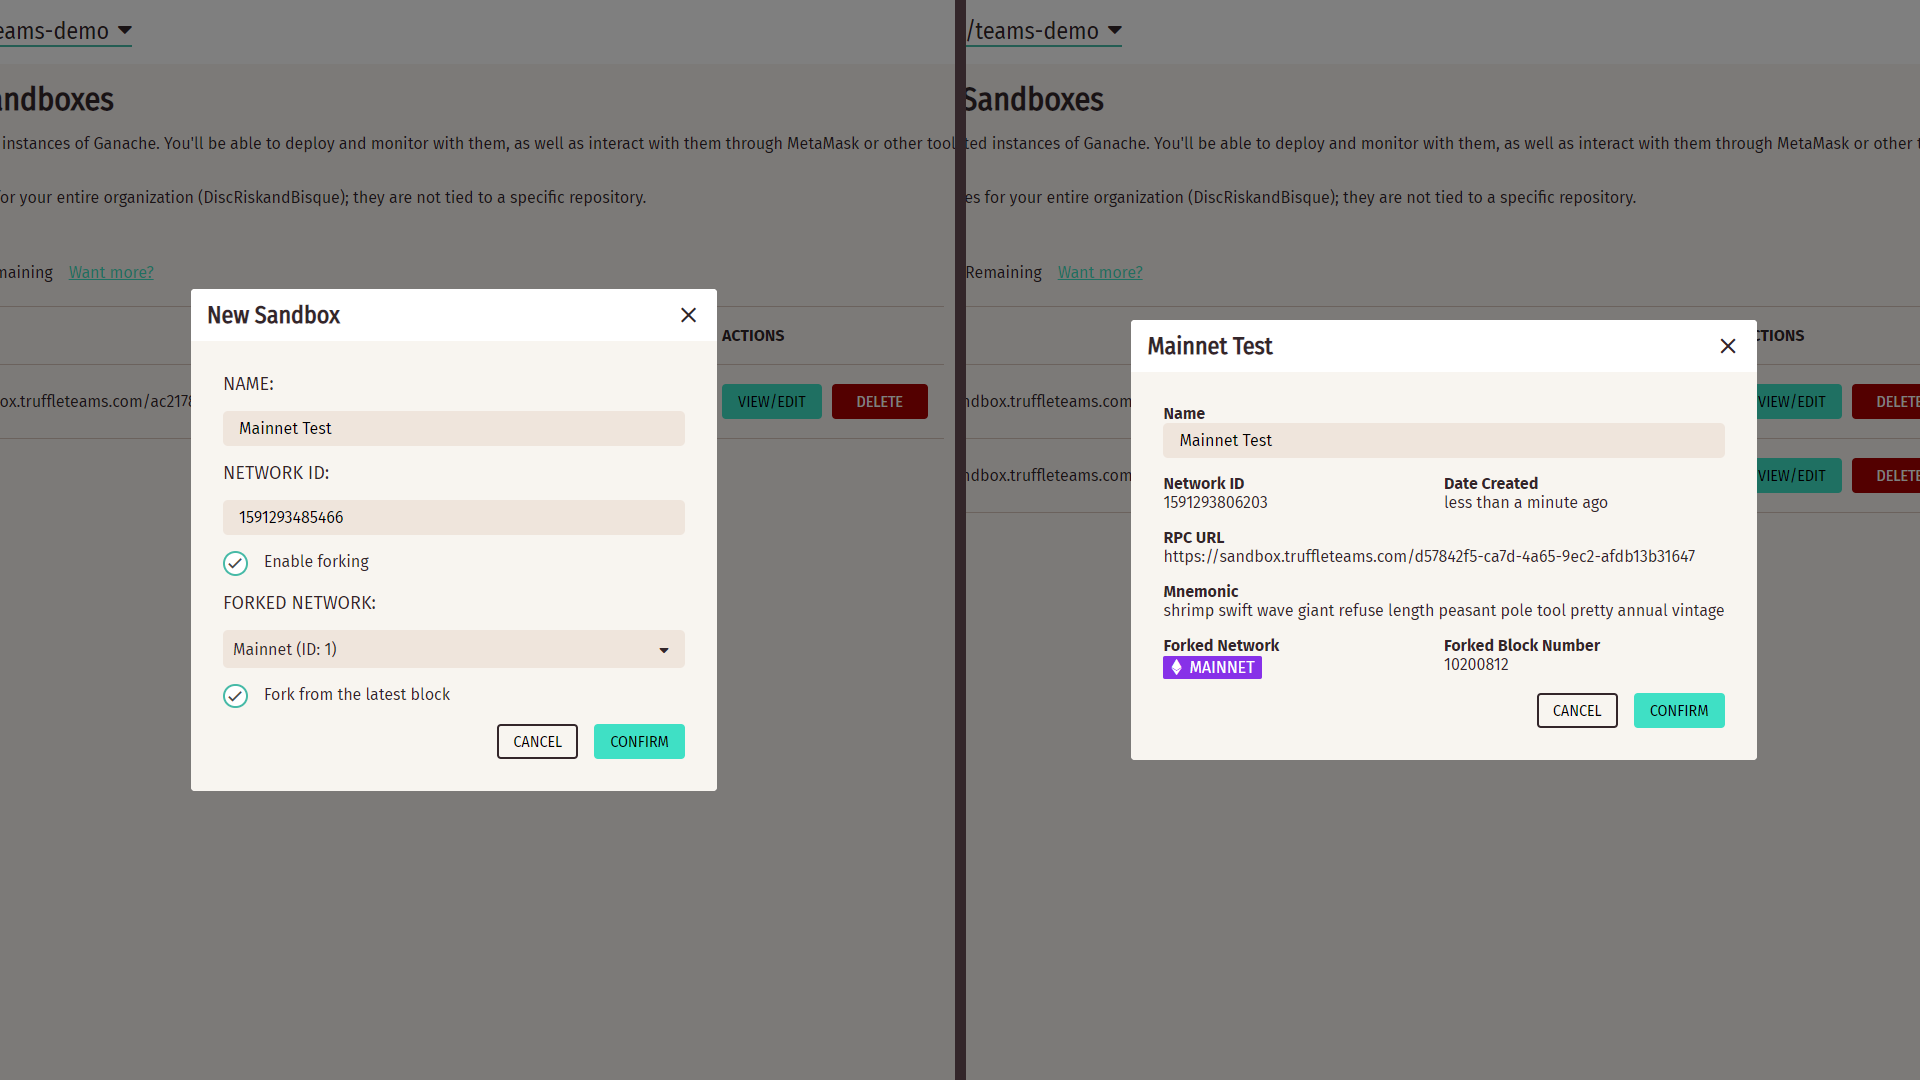 eams-demo
andboxes
instances of Ganache. You'll be able to deploy and monitor with them, as well as interact with them through MetaMask or other tool
or your entire organization (DiscRiskandBisque); they are not tied to a specific repository.
maining Want more?
ACTIONS
ox.truffleteams.com/ac2178
VIEW/EDIT DELETE
New Sandbox
NAME:
Mainnet Test
NETWORK ID:
1591293485466
Enable forking
FORKED NETWORK:
Mainnet (ID: 1)
Fork from the latest block
CANCEL CONFIRM
/teams-demo
Sandboxes
ted instances of Ganache. You'll be able to deploy and monitor with them, as well as interact with them through MetaMask or other t
es for your entire organization (DiscRiskandBisque); they are not tied to a specific repository.
Remaining Want more?
CTIONS
ndbox.truffleteams.com
VIEW/EDIT DELETE
ndbox.truffleteams.com
VIEW/EDIT DELETE
Mainnet Test
Name
Mainnet Test
Network ID Date Created
1591293806203 less than a minute ago
RPC URL
https://sandbox.truffleteams.com/d57842f5-ca7d-4a65-9ec2-afdb13b31647
Mnemonic
shrimp swift wave giant refuse length peasant pole tool pretty annual vintage
Forked Network Forked Block Number
MAINNET 10200812
CANCEL CONFIRM